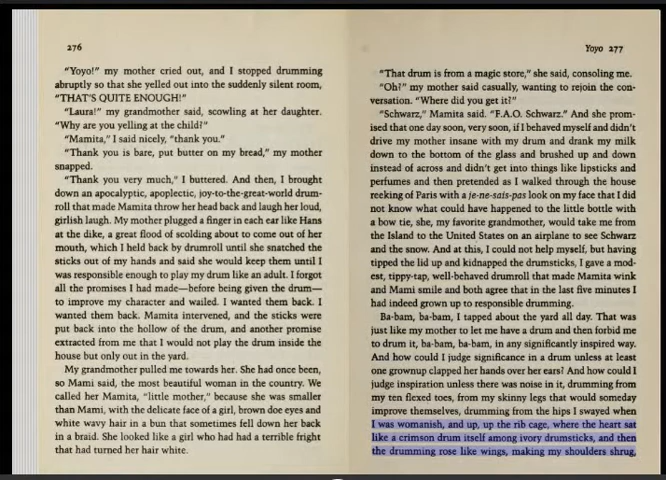 276
"Yoyo!" my mother cried out, and I stopped drumming
abruptly so that she yelled out into the suddenly silent room,
"THAT'S QUITE ENOUGH!"
"Laura!" my grandmother said, scowling at her daughter.
"Why are you yelling at the child?"
"Mamita," I said nicely, "thank you."
"Thank you is bare, put butter on my bread," my mother
snapped.
"Thank you very much," I buttered. And then, I brought
down an apocalyptic, apoplectic, joy-to-the-great-world drum-
roll that made Mamita throw her head back and laugh her loud,
girlish laugh. My mother plugged a finger in each ear like Hans
at the dike, a great flood of scolding about to come out of her
mouth, which I held back by drumroll until she snatched the
sticks out of my hands and said she would keep them until I
was responsible enough to play my drum like an adult. I forgot
all the promises I had made—before being given the drum—
to improve my character and wailed. I wanted them back. I
wanted them back. Mamita intervened, and the sticks were
put back into the hollow of the drum, and another promise
extracted from me that I would not play the drum inside the
house but only out in the yard.
My grandmother pulled me towards her. She had once been,
so Mami said, the most beautiful woman in the country. We
called her Mamita, "little mother," because she was smaller
than Mami, with the delicate face of a girl, brown doe eyes and
white wavy hair in a bun that sometimes fell down her back
in a braid. She looked like a girl who had had a terrible fright
that had turned her hair white.
Yoyo 277
"That drum is from a magic store," she said, consoling me.
"Oh?" my mother said casually, wanting to rejoin the con-
versation. "Where did you get it?"
"Schwarz," Mamita said. "F.A.O. Schwarz." And she prom-
ised that one day soon, very soon, if I behaved myself and didn't
drive my mother insane with my drum and drank my milk
down to the bottom of the glass and brushed up and down
instead of across and didn't get into things like lipsticks and
perfumes and then pretended as I walked through the house
reeking of Paris with a je-ne-sais-pas look on my face that I did
not know what could have happened to the little bottle with
a bow tie, she, my favorite grandmother, would take me from
the Island to the United States on an airplane to see Schwarz
and the snow. And at this, I could not help myself, but having
tipped the lid up and kidnapped the drumsticks, I gave a mod-
est, tippy-tap, well-behaved drumroll that made Mamita wink
and Mami smile and both agree that in the last five minutes I
had indeed grown up to responsible drumming.
Ba-bam, ba-bam, I tapped about the yard all day. That was
just like my mother to let me have a drum and then forbid me
to drum it, ba-bam, ba-bam, in any significantly inspired way.
And how could I judge significance in a drum unless at least
one grownup clapped her hands over her ears? And how could I
judge inspiration unless there was noise in it, drumming from
my ten flexed toes, from my skinny legs that would someday
improve themselves, drumming from the hips I swayed when
I was womanish, and up, up the rib cage, where the heart sat
like a crimson drum itself among ivory drumsticks, and then
the drumming rose like wings, making my shoulders shrug,